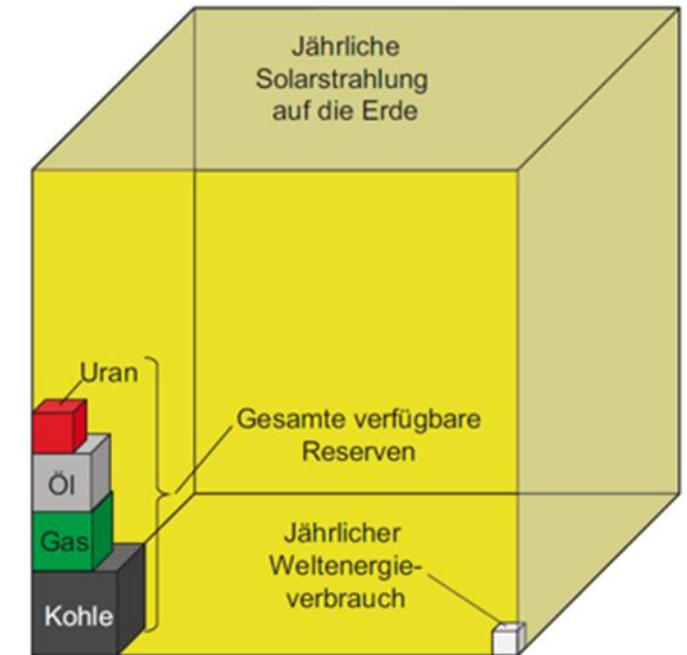 Jährliche
Solarstrahlung
auf die Erde
Uran
Öl
Gas
Kohle
Gesamte verfügbare
Reserven
Jährlicher
Weltenergie-
verbrauch